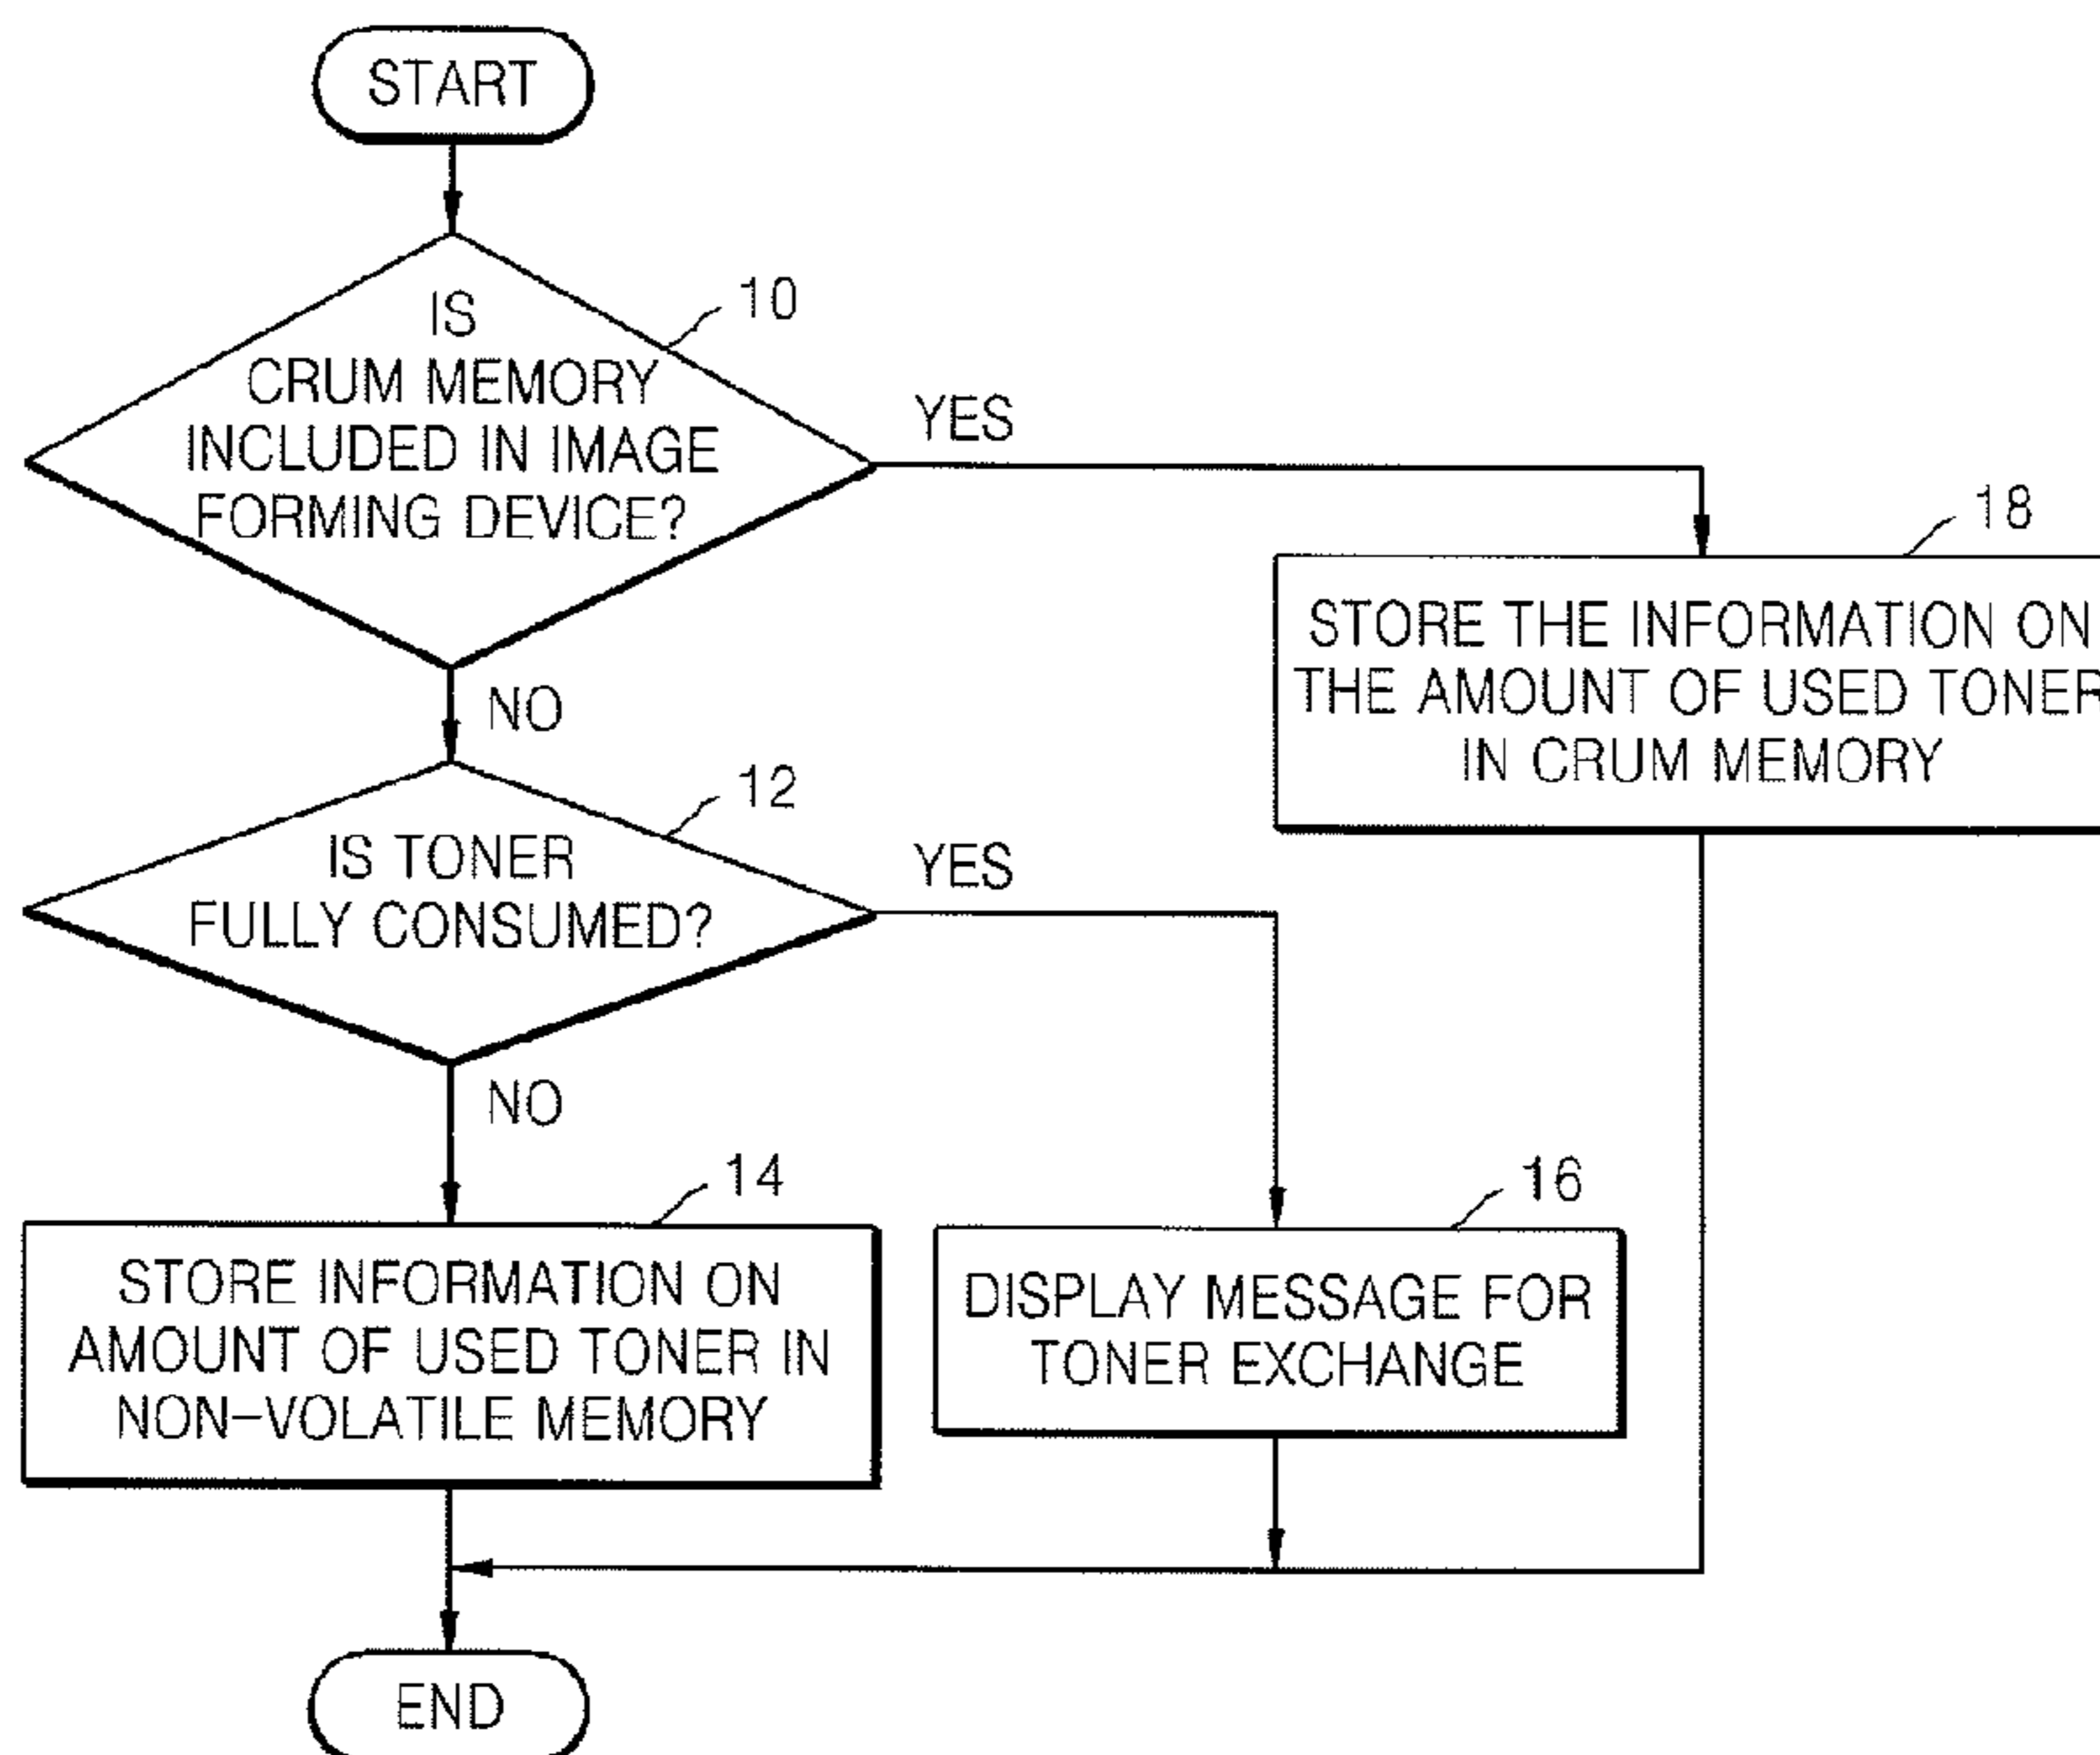 START
10
IS
CRUM MEMORY
INCLUDED IN IMAGE
FORMING DEVICE?
YES
NO
18
STORE THE INFORMATION ON
THE AMOUNT OF USED TONER
IN CRUM MEMORY
12
IS TONER
FULLY CONSUMED?
YES
NO
14
STORE INFORMATION ON
AMOUNT OF USED TONER IN
NON-VOLATILE MEMORY
16
DISPLAY MESSAGE FOR
TONER EXCHANGE
END